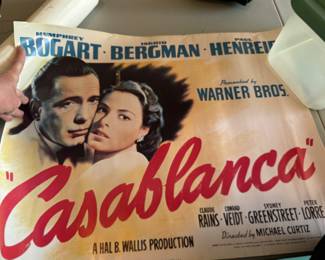 HUMPHREY INGRID PAUL
BOGART · BERGMAN · HENREID
Presented by
WARNER BROS.
"Casablanca"
CLAUDE CONRAD SYDNEY PETER
RAINS · VEIDT · GREENSTREET · LORRE
Directed by MICHAEL CURTIZ
A HAL B. WALLIS PRODUCTION